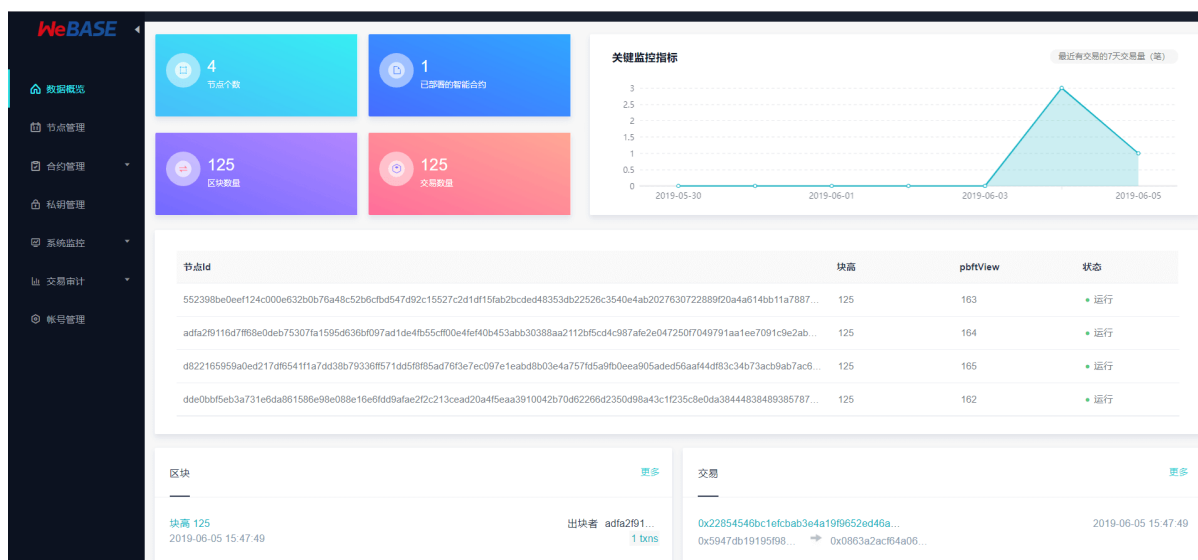 WeBASE
数据概览
节点管理
合约管理
私钥管理
系统监控
交易审计
帐号管理
4
节点个数
1
已部署的智能合约
125
区块数量
125
交易数量
关键监控指标
最近有交易的7天交易量（笔）
3
2.5
2
1.5
1
0.5
0
2019-05-30 2019-06-01 2019-06-03 2019-06-05
节点Id 块高 pbftView 状态
552398be0eef124c000e632b0b76a48c52b6cfbd547d92c15527c2d1df15fab2bcded48353db22526c3540e4ab2027630722889f20a4a614bb11a7887... 125 163 运行
adfa2f9116d7ff68e0deb75307fa1595d636bf097ad1de4fb55cff00e4fef40b453abb30388aa2112bf5cd4c987afe2e047250f7049791aa1ee7091c9e2ab... 125 164 运行
d822165959a0ed217df6541f1a7dd38b79336ff571dd5f8f85ad76f3e7ec097e1eabd8b03e4a757fd5a9fb0eea905aded56aaf44df83c34b73acb9ab7ac6... 125 165 运行
dde0bbf5eb3a731e6da861586e98e088e16e6fdd9afae2f2c213cead20a4f5eaa3910042b70d62266d2350d98a43c1f235c8e0da38444838489385787... 125 162 运行
区块 更多
块高 125 出块者 adfa2f91...
2019-06-05 15:47:49 1 txns
交易 更多
0x22854546bc1efcbab3e4a19f9652ed46a... 2019-06-05 15:47:49
0x5947db19195f98... 0x0863a2acf64a06...